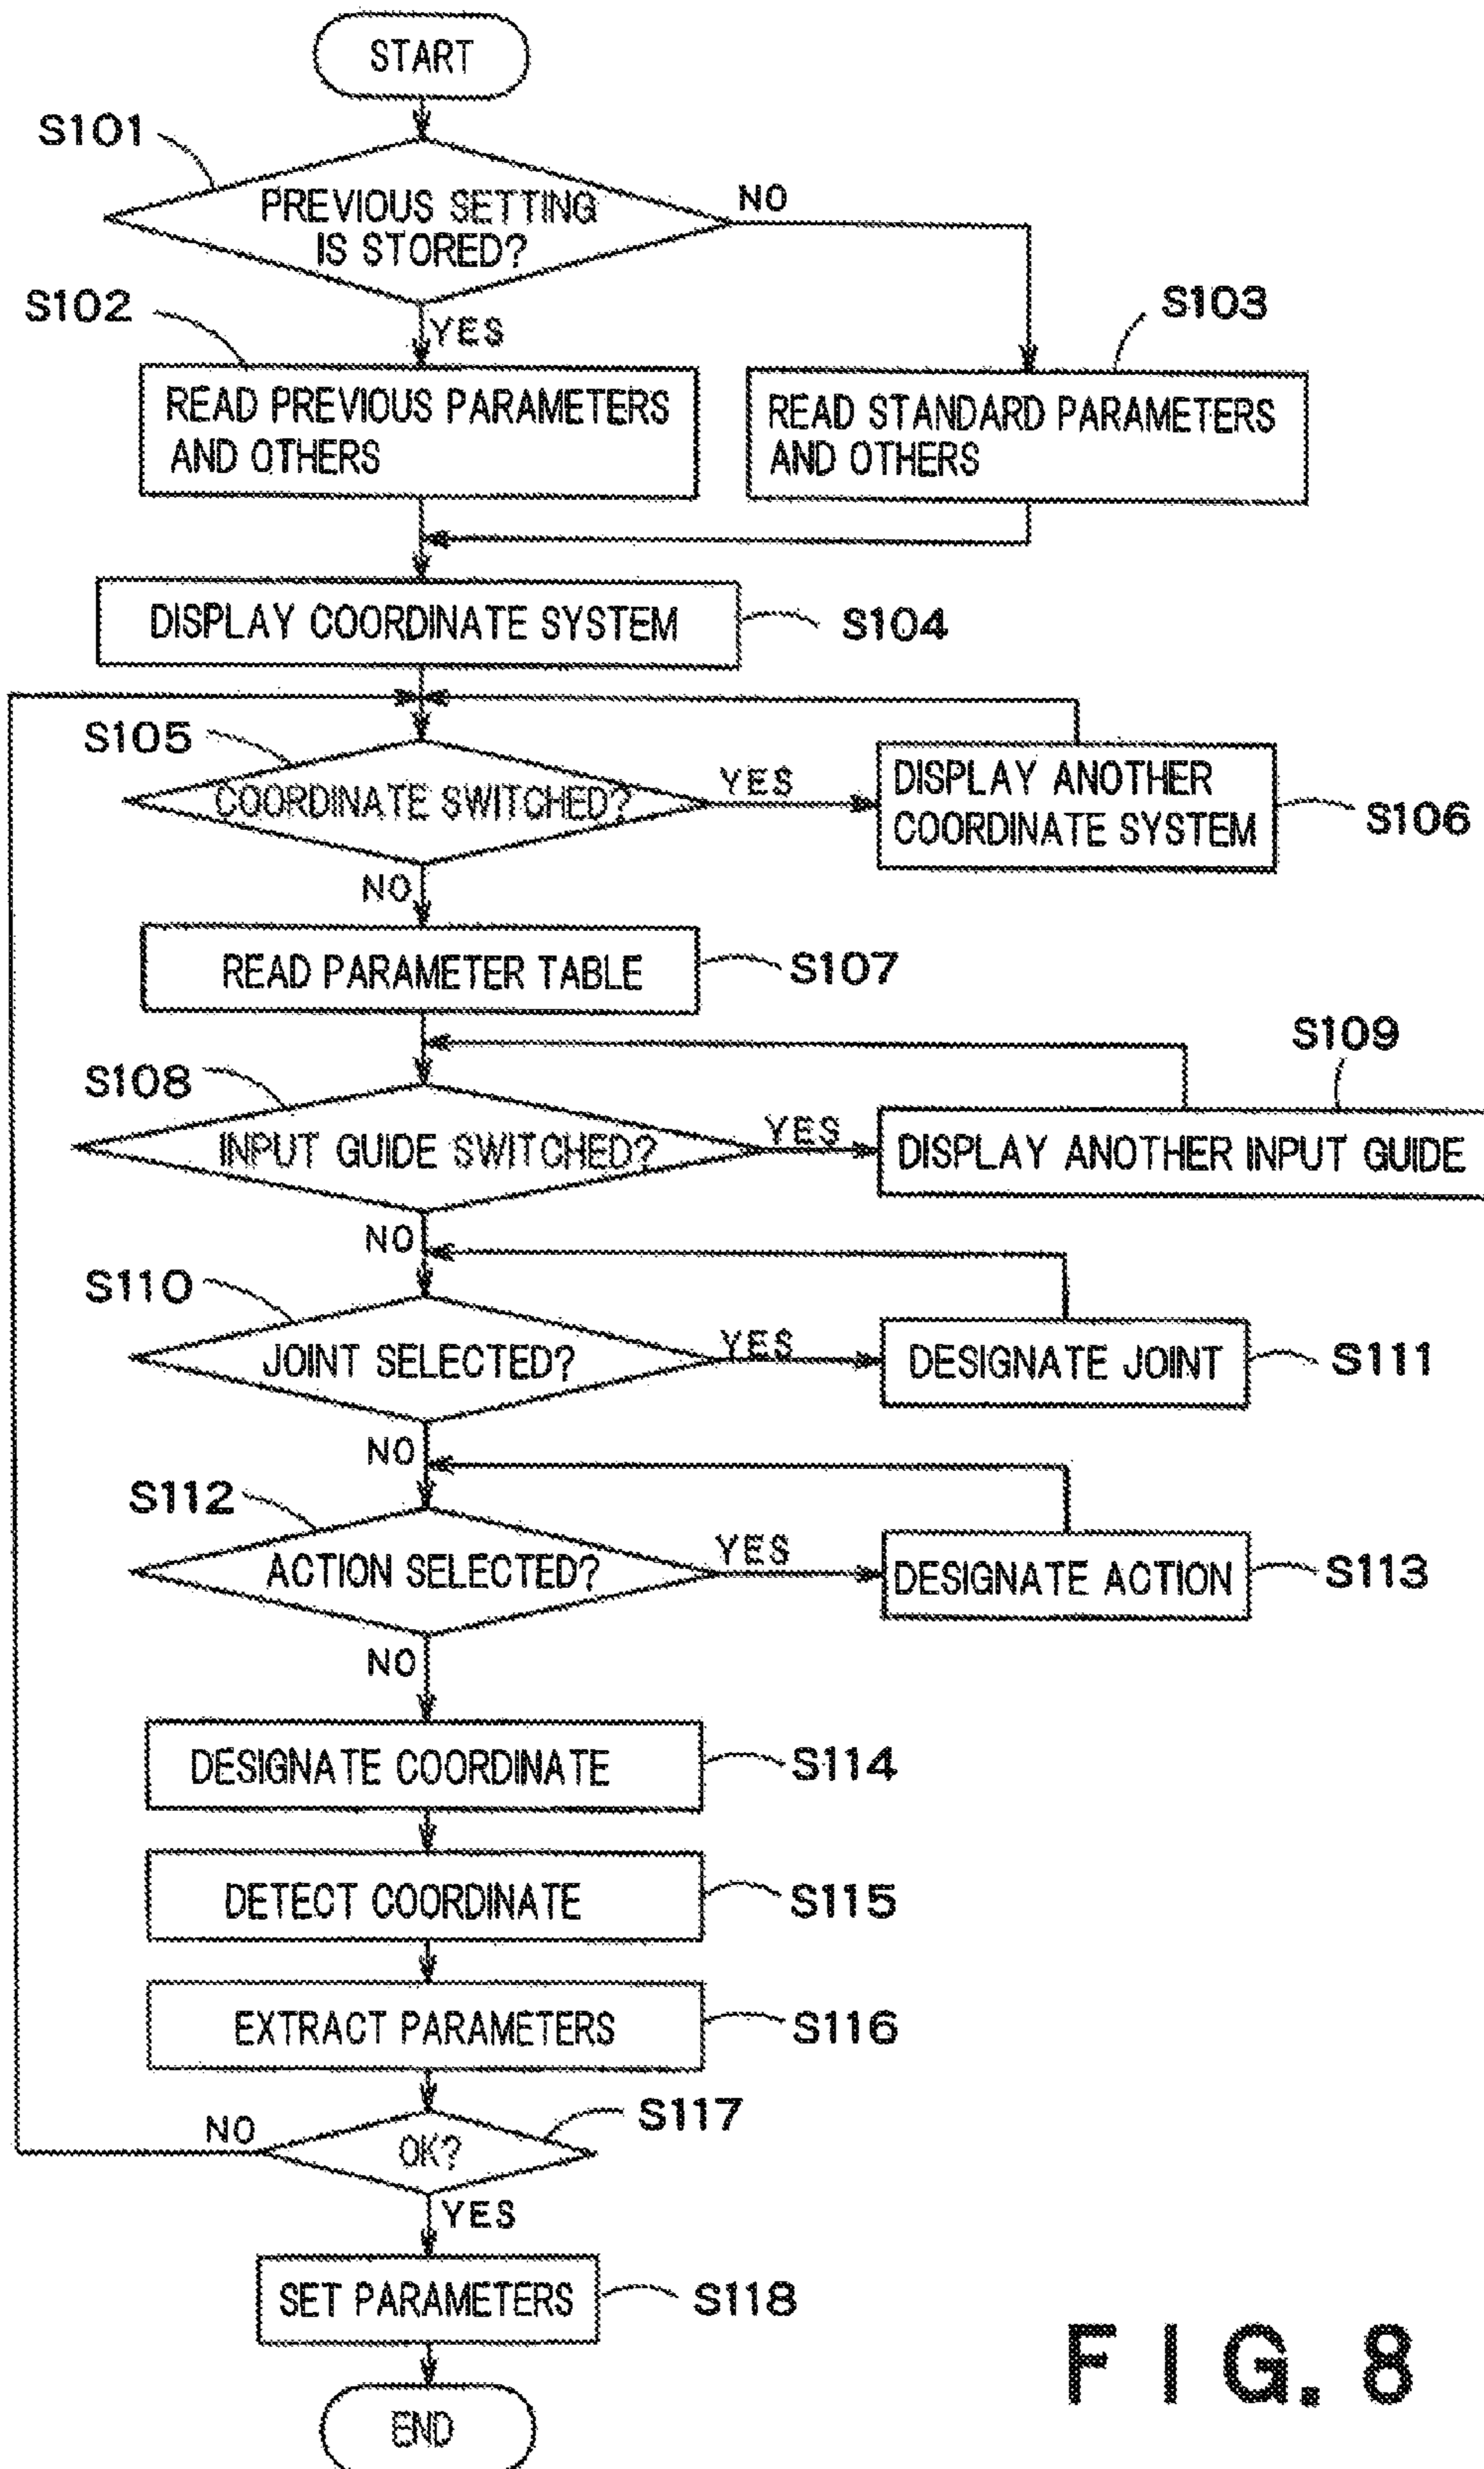 START
S101
PREVIOUS SETTING
IS STORED?
NO
S102
YES
S103
READ PREVIOUS PARAMETERS
AND OTHERS
READ STANDARD PARAMETERS
AND OTHERS
DISPLAY COORDINATE SYSTEM
S104
S105
COORDINATE SWITCHED?
YES
DISPLAY ANOTHER
COORDINATE SYSTEM
S106
NO
READ PARAMETER TABLE
S107
S109
S108
INPUT GUIDE SWITCHED?
YES
DISPLAY ANOTHER INPUT GUIDE
NO
S110
JOINT SELECTED?
YES
DESIGNATE JOINT
S111
NO
S112
ACTION SELECTED?
YES
DESIGNATE ACTION
S113
NO
DESIGNATE COORDINATE
S114
DETECT COORDINATE
S115
EXTRACT PARAMETERS
S116
S117
NO
OK?
YES
SET PARAMETERS
S118
END
FIG. 8